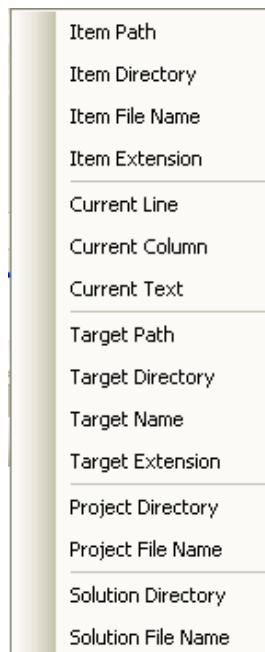 Item Path
Item Directory
Item File Name
Item Extension
Current Line
Current Column
Current Text
Target Path
Target Directory
Target Name
Target Extension
Project Directory
Project File Name
Solution Directory
Solution File Name